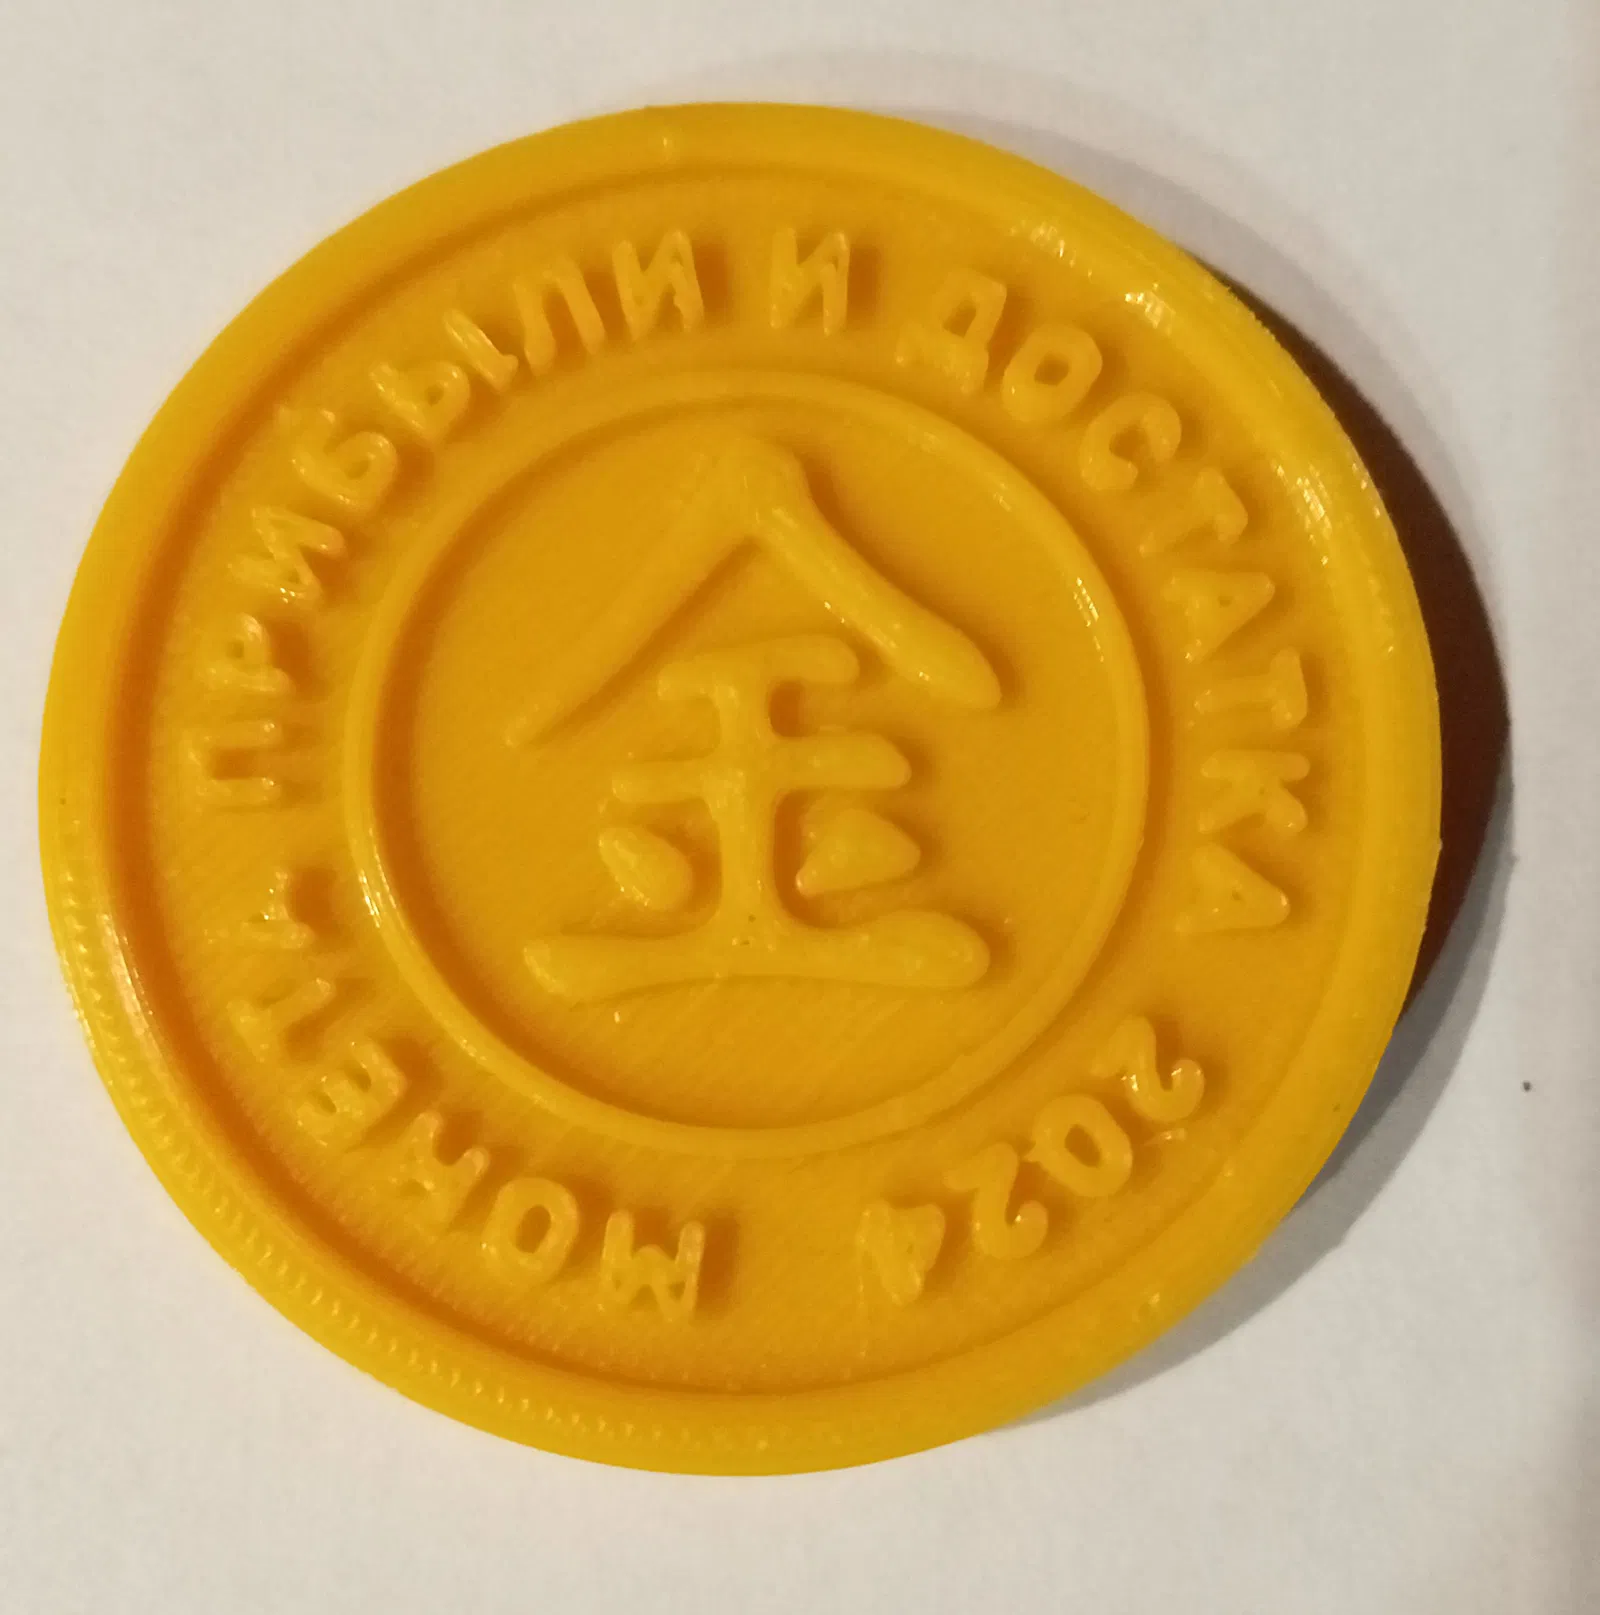 МОНЕТА ПРИБЫЛИ И ДОСТАТКА 2024
金